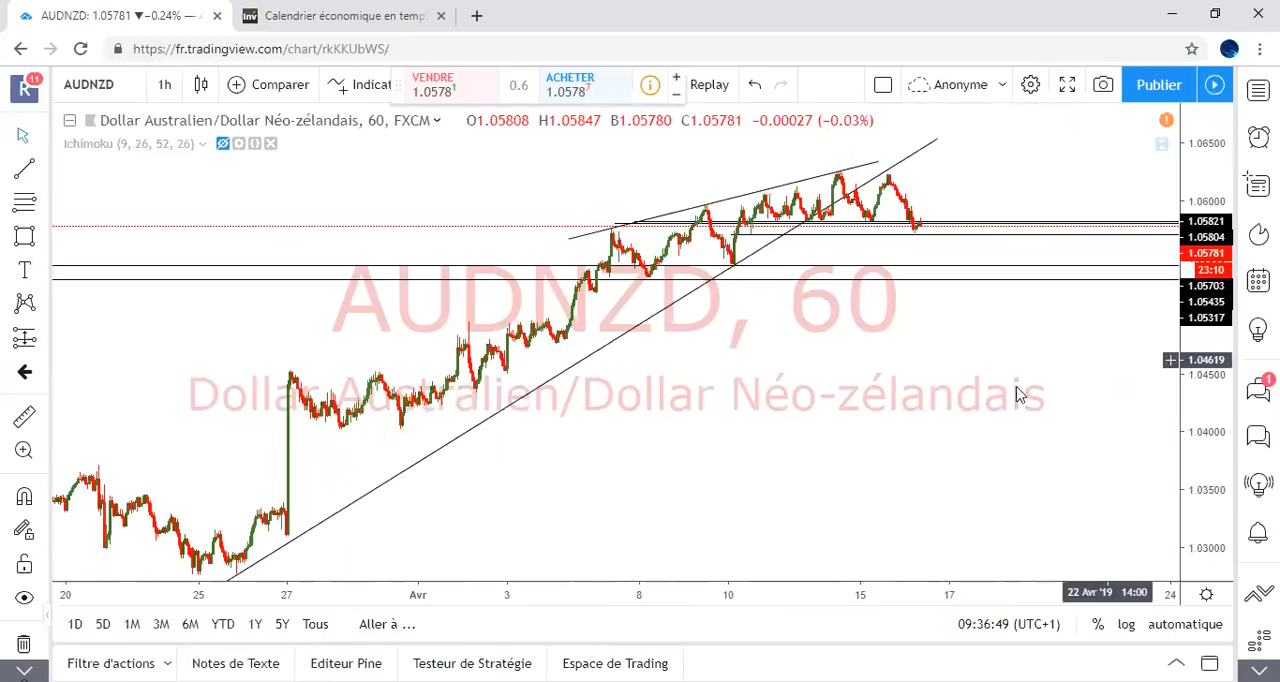 AUDNZD: 1.05781 ▼−0.24% —
Calendrier économique en temp
https://fr.tradingview.com/chart/rkKKUbWS/
11
AUDNZD
1h
Comparer
Indicat
VENDRE
1.05781
0.6
ACHETER
1.05787
Replay
Anonyme
Publier
Dollar Australien/Dollar Néo-zélandais, 60, FXCM
O1.05808 H1.05847 B1.05780 C1.05781 −0.00027 (−0.03%)
Ichimoku (9, 26, 52, 26)
AUDNZD, 60
Dollar Australien/Dollar Néo-zélandais
1.06500
1.06000
1.05821
1.05804
1.05781
23:10
1.05703
1.05435
1.05317
1.04619
1.04500
1.04000
1.03500
1.03000
1
20 25 27 Avr 3 8 10 15 17 22 Avr '19 14:00 24
1D 5D 1M 3M 6M YTD 1Y 5Y Tous Aller à ... 09:36:49 (UTC+1) % log automatique
Filtre d'actions Notes de Texte Editeur Pine Testeur de Stratégie Espace de Trading